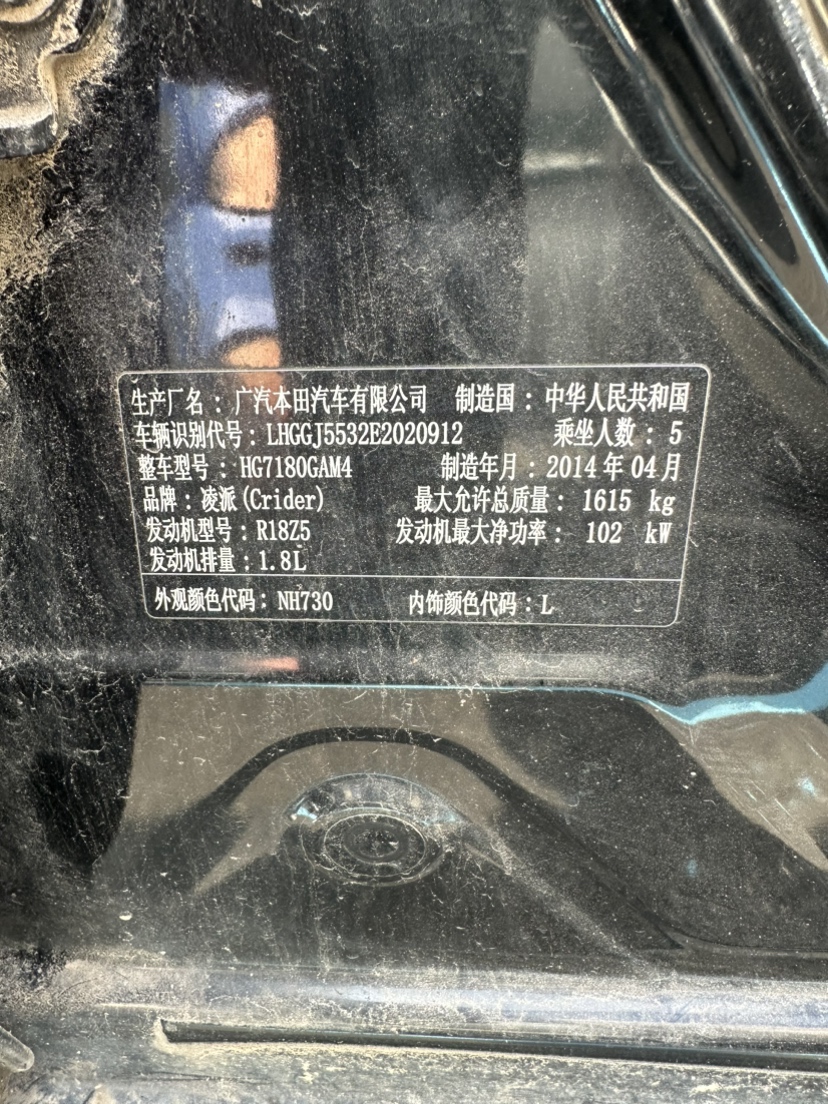 生产厂名：广汽本田汽车有限公司 制造国：中华人民共和国
车辆识别代号：LHGGJ5532E2020912 乘坐人数：5
整车型号：HG7180GAM4 制造年月：2014年04月
品牌：凌派(Crider) 最大允许总质量：1615 kg
发动机型号：R18Z5 发动机最大净功率：102 kW
发动机排量：1.8L
外观颜色代码：NH730 内饰颜色代码：L